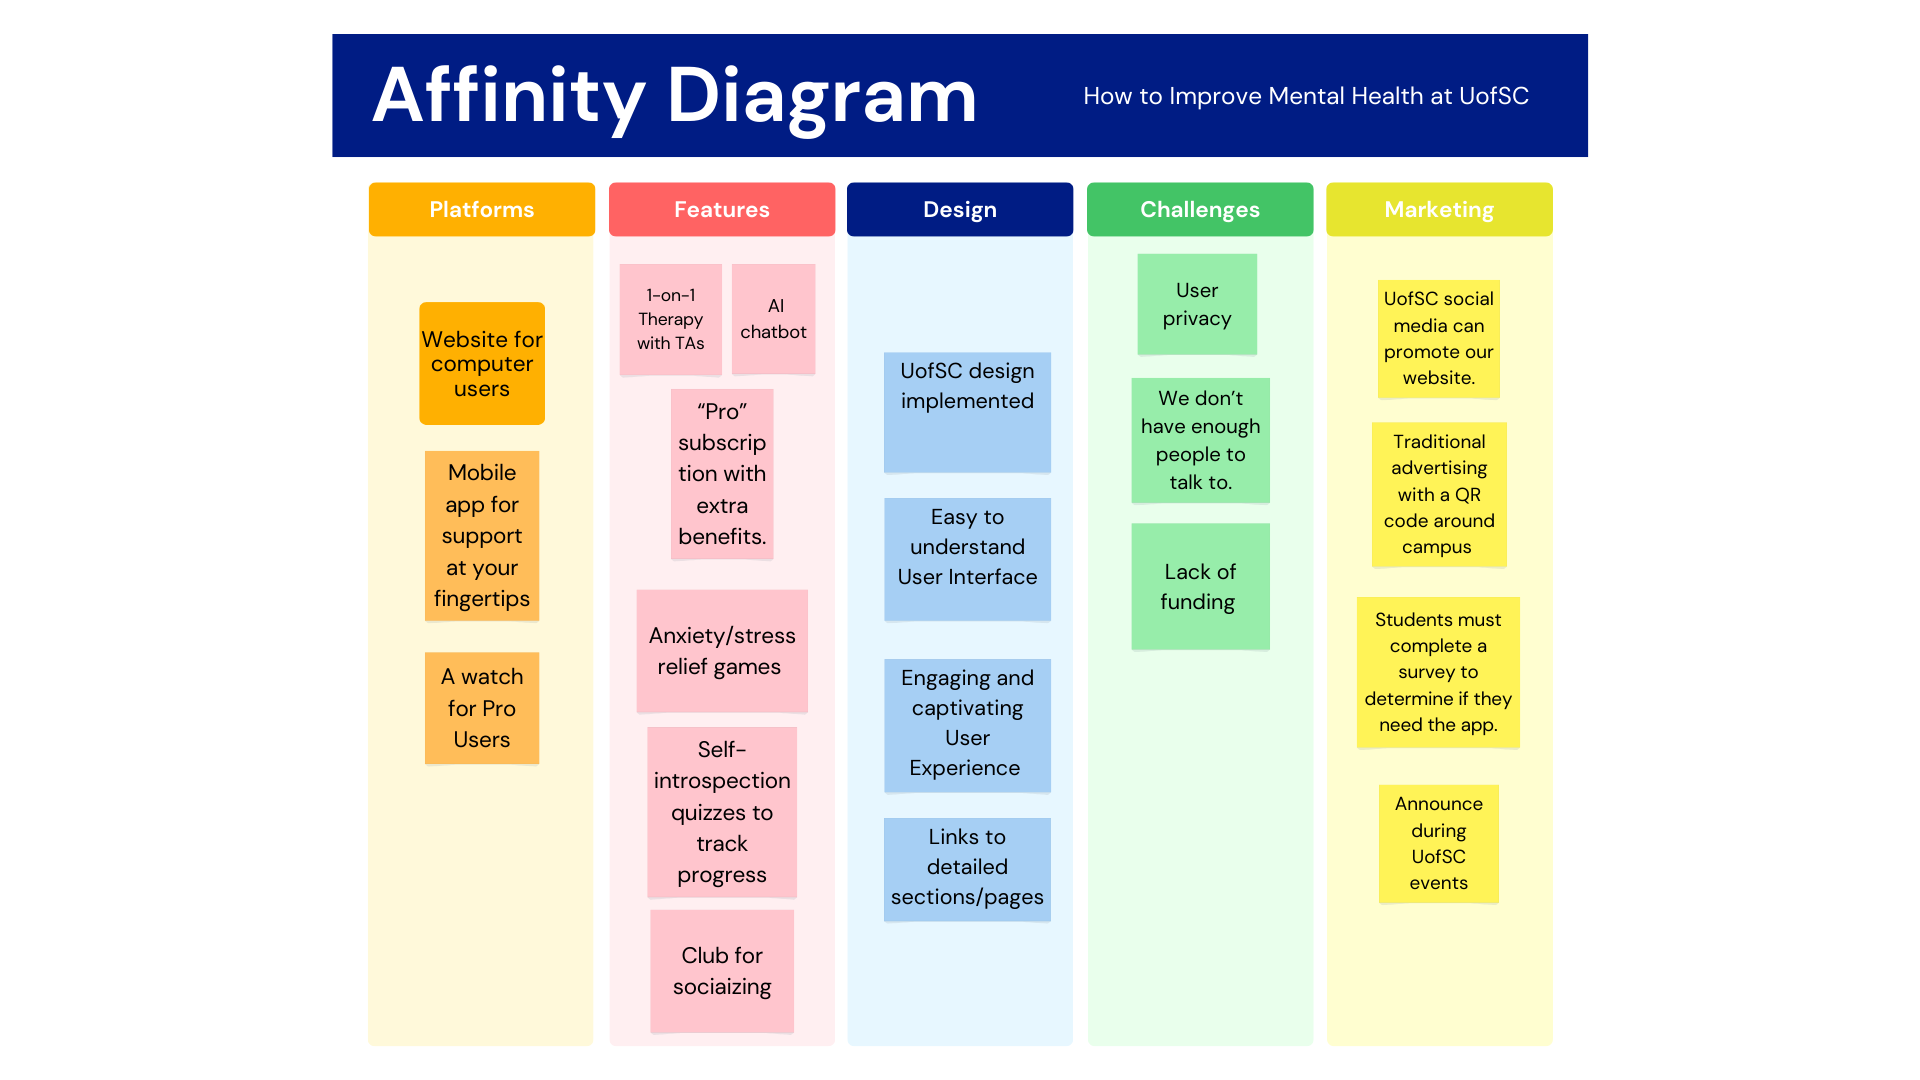 Affinity Diagram
How to Improve Mental Health at UofSC
Platforms
Website for
computer
users
Mobile
app for
support
at your
fingertips
A watch
for Pro
Users
Features
1-on-1
Therapy
with TAs
AI
chatbot
“Pro”
subscrip
tion with
extra
benefits.
Anxiety/stress
relief games
Self-
introspection
quizzes to
track
progress
Club for
sociaizing
Design
UofSC design
implemented
Easy to
understand
User Interface
Engaging and
captivating
User
Experience
Links to
detailed
sections/pages
Challenges
User
privacy
We don’t
have enough
people to
talk to.
Lack of
funding
Marketing
UofSC social
media can
promote our
website.
Traditional
advertising
with a QR
code around
campus
Students must
complete a
survey to
determine if they
need the app.
Announce
during
UofSC
events